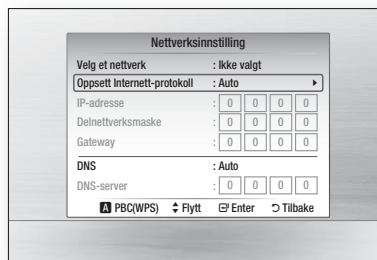 Nettverksinnstilling
Velg et nettverk : Ikke valgt
Oppsett Internett-protokoll : Auto
IP-adresse : 0 0 0 0
Delnettverksmaske : 0 0 0 0
Gateway : 0 0 0 0
DNS : Auto
DNS-server : 0 0 0 0
A PBC(WPS) Flytt Enter Tilbake